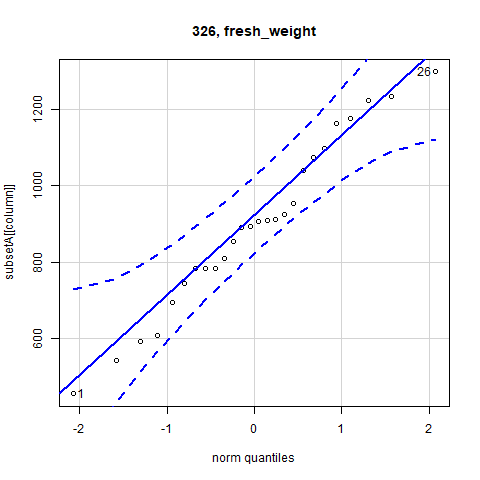 326, fresh_weight
subsetA[[column]]
1200
1000
800
600
26
1
-2 -1 0 1 2
norm quantiles